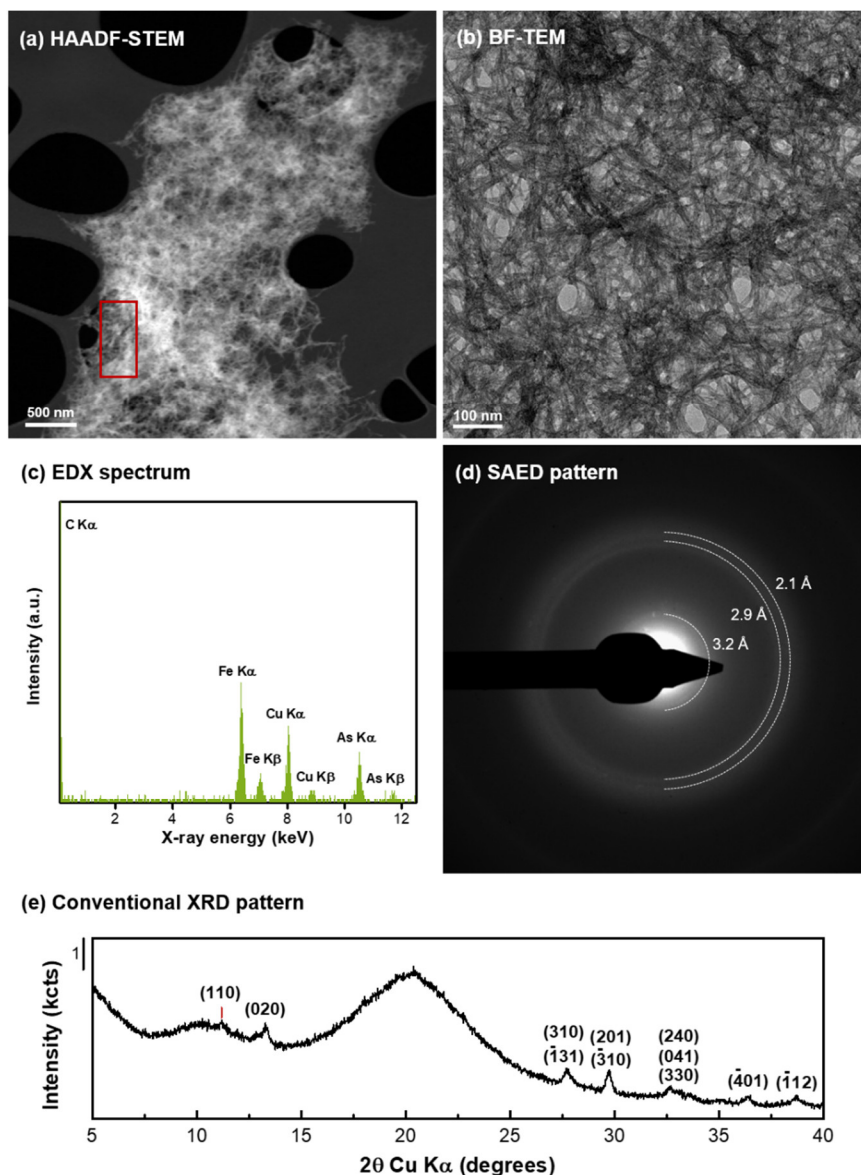 (a) HAADF-STEM
500 nm
(b) BF-TEM
100 nm
(c) EDX spectrum
Intensity (a.u.)
C Kα
Fe Kα
Cu Kα
As Kα
Fe Kβ
Cu Kβ
As Kβ
2 4 6 8 10 12
X-ray energy (keV)
(d) SAED pattern
2.1 Å
2.9 Å
3.2 Å
(e) Conventional XRD pattern
Intensity (kcts)
1
(110)
(020)
(310)
(1̄31)
(201)
(3̄10)
(240)
(041)
(330)
(4̄01)
(1̄12)
5 10 15 20 25 30 35 40
2θ Cu Kα (degrees)